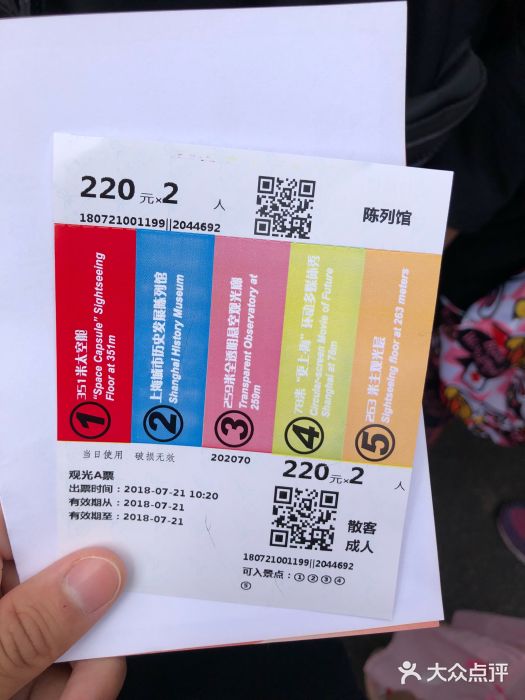 220元×2 人
陈列馆
180721001199||2044692
① 351米太空舱
"Space Capsule" Sightseeing
Floor at 351m
② 上海城市历史发展陈列馆
Shanghai History Museum
③ 259米全透明悬空观光廊
Transparent Observatory at
259m
④ 78米 "更上海" 环动多媒体秀
Circular-screen Movie of Future
Shanghai at 78m
⑤ 263 米主观光层
Sightseeing floor at 263 meters
当日使用 破损无效
202070
220元×2 人
观光A票
出票时间：2018-07-21 10:20
有效期从：2018-07-21
有效期至：2018-07-21
散客
成人
180721001199||2044692
可入景点：①②③④
⑤
大众点评